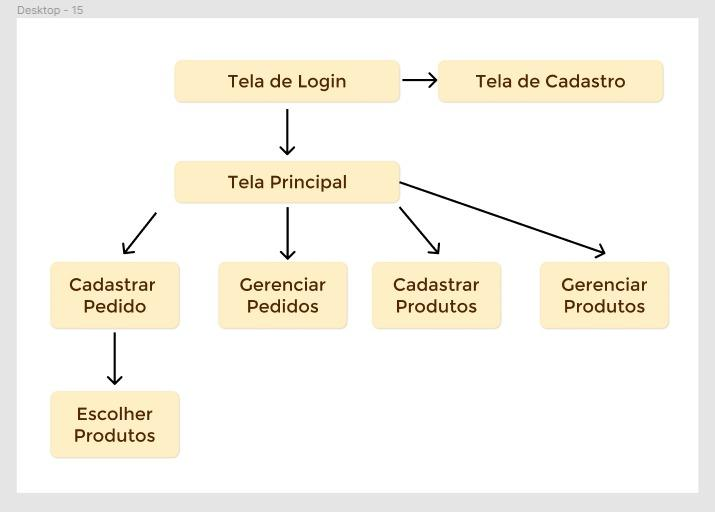 Desktop - 15
Tela de Login
Tela de Cadastro
Tela Principal
Cadastrar
Pedido
Gerenciar
Pedidos
Cadastrar
Produtos
Gerenciar
Produtos
Escolher
Produtos